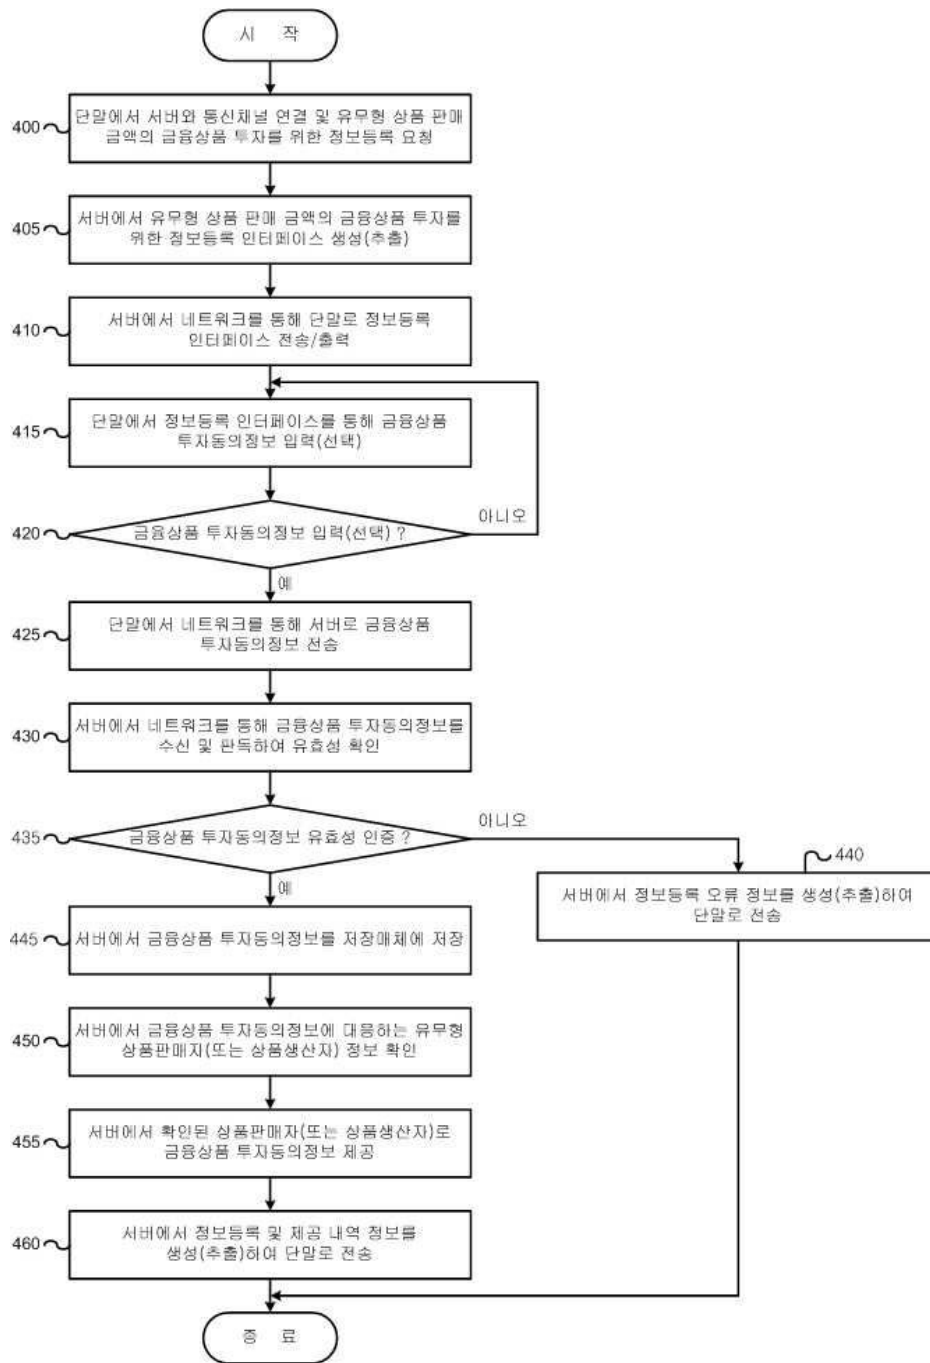 시 작
400
단말에서 서버와 통신채널 연결 및 유무형 상품 판매
금액의 금융상품 투자를 위한 정보등록 요청
405
서버에서 유무형 상품 판매 금액의 금융상품 투자를
위한 정보등록 인터페이스 생성(추출)
410
서버에서 네트워크를 통해 단말로 정보등록
인터페이스 전송/출력
415
단말에서 정보등록 인터페이스를 통해 금융상품
투자동의정보 입력(선택)
420
금융상품 투자동의정보 입력(선택) ?
아니오
예
425
단말에서 네트워크를 통해 서버로 금융상품
투자동의정보 전송
430
서버에서 네트워크를 통해 금융상품 투자동의정보를
수신 및 판독하여 유효성 확인
435
금융상품 투자동의정보 유효성 인증 ?
아니오
예
440
서버에서 정보등록 오류 정보를 생성(추출)하여
단말로 전송
445
서버에서 금융상품 투자동의정보를 저장매체에 저장
450
서버에서 금융상품 투자동의정보에 대응하는 유무형
상품판매자(또는 상품생산자) 정보 확인
455
서버에서 확인된 상품판매자(또는 상품생산자)로
금융상품 투자동의정보 제공
460
서버에서 정보등록 및 제공 내역 정보를
생성(추출)하여 단말로 전송
종 료